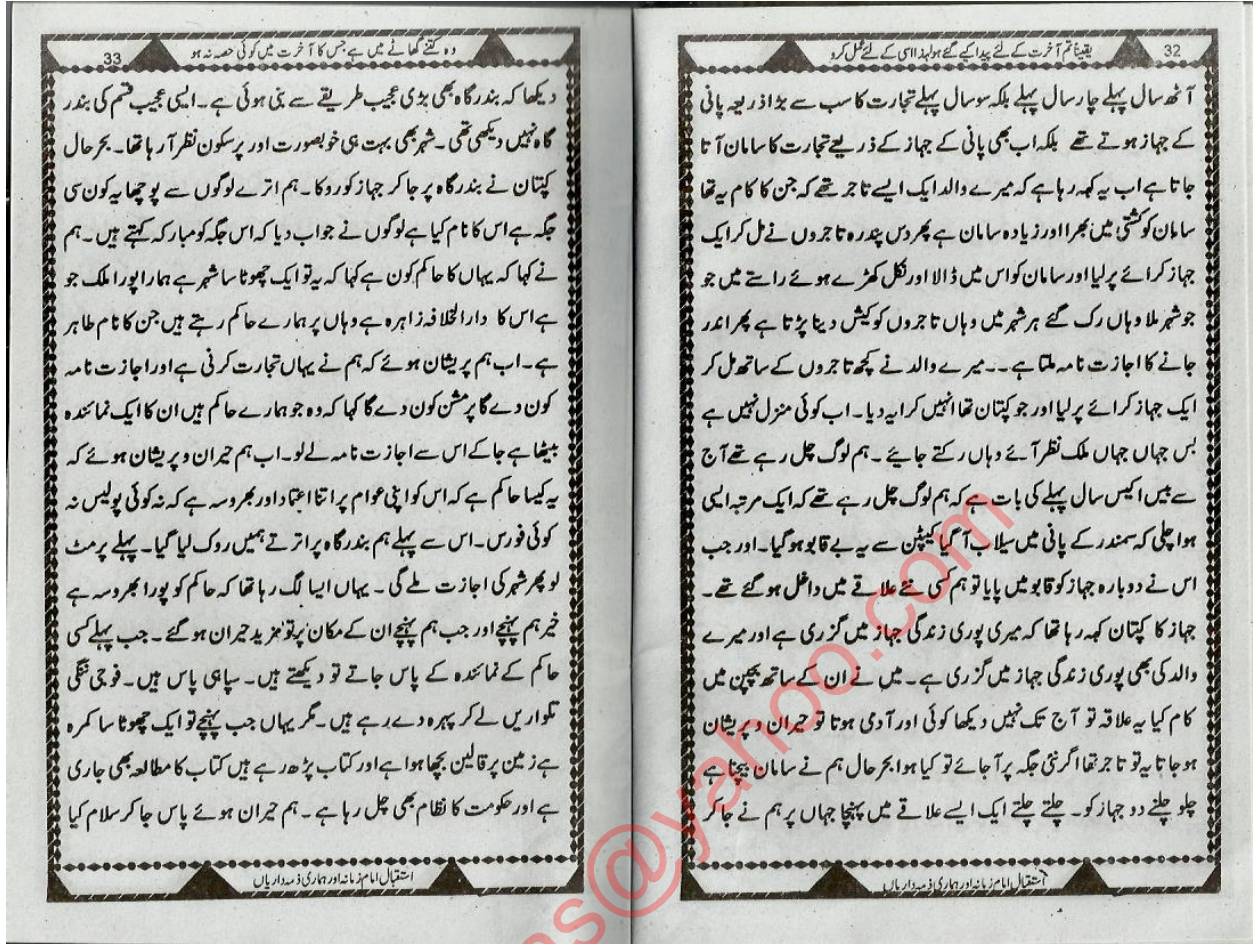 32
یقیناً تم آخرت کے لئے پیدا کیے گئے ہو لہذا اسی کے لئے عمل کرو
آٹھ سال پہلے چار سال پہلے بلکہ سو سال پہلے تجارت کا سب سے بڑا ذریعہ پانی
کے جہاز ہوتے تھے بلکہ اب بھی پانی کے جہاز کے ذریعے تجارت کا سامان آتا
جاتا ہے اب یہ کہہ رہا ہے کہ میرے والد ایک ایسے تاجر تھے کہ جن کا کام یہ تھا
سامان کو کشتی میں بھرا اور زیادہ سامان ہے پھر دس پندرہ تاجروں نے مل کر ایک
جہاز کرائے پر لیا اور سامان کو اس میں ڈالا اور نکل کھڑے ہوئے راستے میں جو
جو شہر ملا وہاں رک گئے ہر شہر میں وہاں تاجروں کو کیش دینا پڑتا ہے پھر اندر
جانے کا اجازت نامہ ملتا ہے۔۔ میرے والد نے کچھ تاجروں کے ساتھ مل کر
ایک جہاز کرائے پر لیا اور جو کپتان تھا انہیں کرایہ دیا۔ اب کوئی منزل نہیں ہے
بس جہاں جہاں ملک نظر آئے وہاں رکتے جائیے۔ ہم لوگ چل رہے تھے آج
سے بیس اکیس سال پہلے کی بات ہے کہ ہم لوگ چل رہے تھے کہ ایک مرتبہ ایسی
ہوا چلی کہ سمندر کے پانی میں سیلاب آگیا کیپٹن سے یہ بے قابو ہوگیا۔ اور جب
اس نے دوبارہ جہاز کو قابو میں پایا تو ہم کسی نئے علاقے میں داخل ہو گئے تھے۔
جہاز کا کپتان کہہ رہا تھا کہ میری پوری زندگی جہاز میں گزری ہے اور میرے
والد کی بھی پوری زندگی جہاز میں گزری ہے۔ میں نے ان کے ساتھ بچپن میں
کام کیا یہ علاقہ تو آج تک نہیں دیکھا کوئی اور آدمی ہوتا تو حیران و پریشان
ہو جاتا یہ تو تاجر تھا اگر نئی جگہ پر آجائے تو کیا ہوا بحرحال ہم نے سامان بیچنا ہے
چلو چلنے دو جہاز کو۔ چلتے چلتے ایک ایسے علاقے میں پہنچا جہاں پر ہم نے جاکر
استقبال امام زمانہ اور ہماری ذمہ داریاں
33
وہ کتنے گھاٹے میں ہے جس کا آخرت میں کوئی حصہ نہ ہو
دیکھا کہ بندرگاہ بھی بڑی عجیب طریقے سے بنی ہوئی ہے۔ ایسی عجیب قسم کی بندر
گاہ نہیں دیکھی تھی۔ شہر بھی بہت ہی خوبصورت اور پرسکون نظر آرہا تھا۔ بحرحال
کپتان نے بندرگاہ پر جا کر جہاز کو روکا۔ ہم اترے لوگوں سے پوچھا یہ کون سی
جگہ ہے اس کا نام کیا ہے لوگوں نے جواب دیا کہ اس جگہ کو مبارکہ کہتے ہیں۔ ہم
نے کہا کہ یہاں کا حاکم کون ہے کہا کہ یہ تو ایک چھوٹا سا شہر ہے ہمارا پورا ملک جو
ہے اس کا دارالخلافہ زاہرہ ہے وہاں پر ہمارے حاکم رہتے ہیں جن کا نام طاہر
ہے۔ اب ہم پریشان ہوئے کہ ہم نے یہاں تجارت کرنی ہے اور اجازت نامہ
کون دے گا پرمشن کون دے گا کہا کہ وہ جو ہمارے حاکم ہیں ان کا ایک نمائندہ
بیٹھا ہے جاکے اس سے اجازت نامہ لے لو۔ اب ہم حیران و پریشان ہوئے کہ
یہ کیسا حاکم ہے کہ اس کو اپنی عوام پر اتنا اعتماد اور بھروسہ ہے کہ نہ کوئی پولیس نہ
کوئی فورس۔ اس سے پہلے ہم بندرگاہ پر اترتے ہمیں روک لیا گیا۔ پہلے پرمٹ
لو پھر شہر کی اجازت ملے گی۔ یہاں ایسا لگ رہا تھا کہ حاکم کو پورا بھروسہ ہے
خیر ہم پہنچے اور جب ہم پہنچے ان کے مکان پر تو مزید حیران ہو گئے۔ جب پہلے کسی
حاکم کے نمائندہ کے پاس جاتے تو دیکھتے ہیں۔ سپاہی پاس ہیں۔ فوجی ننگی
تلواریں لے کر پہرہ دے رہے ہیں۔ مگر یہاں جب پہنچے تو ایک چھوٹا سا کمرہ
ہے زمین پر قالین بچھا ہوا ہے اور کتاب پڑھ رہے ہیں کتاب کا مطالعہ بھی جاری
ہے اور حکومت کا نظام بھی چل رہا ہے۔ ہم حیران ہوئے پاس جا کر سلام کیا
استقبال امام زمانہ اور ہماری ذمہ داریاں
s@yahoo.com